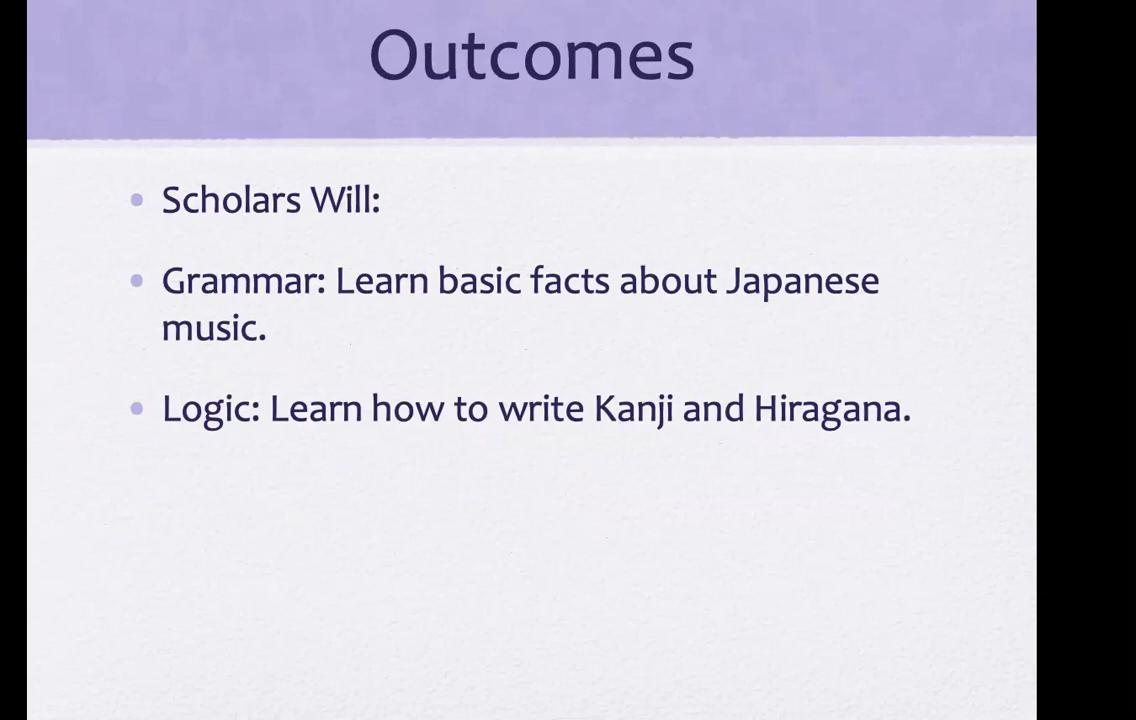 Outcomes
• Scholars Will:
• Grammar: Learn basic facts about Japanese
music.
• Logic: Learn how to write Kanji and Hiragana.